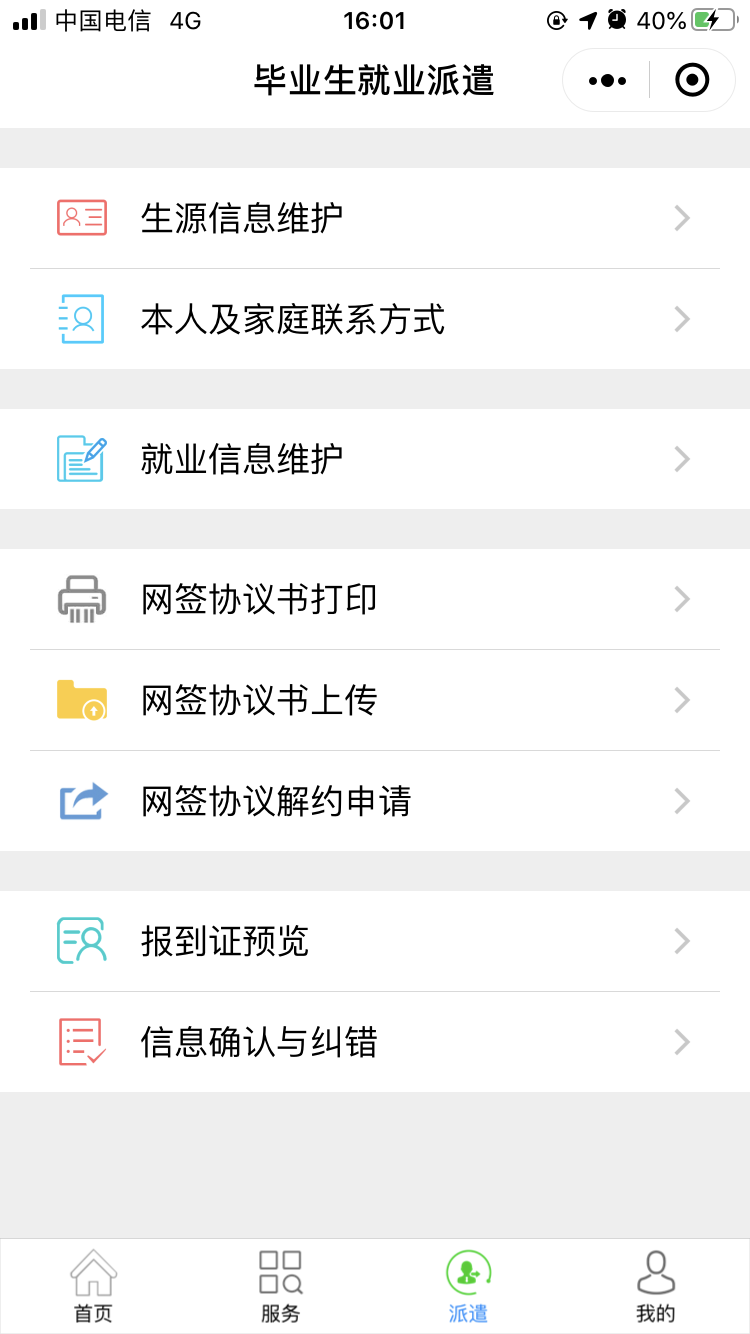 中国电信 4G 16:01 40%
毕业生就业派遣
生源信息维护
本人及家庭联系方式
就业信息维护
网签协议书打印
网签协议书上传
网签协议解约申请
报到证预览
信息确认与纠错
首页 服务 派遣 我的